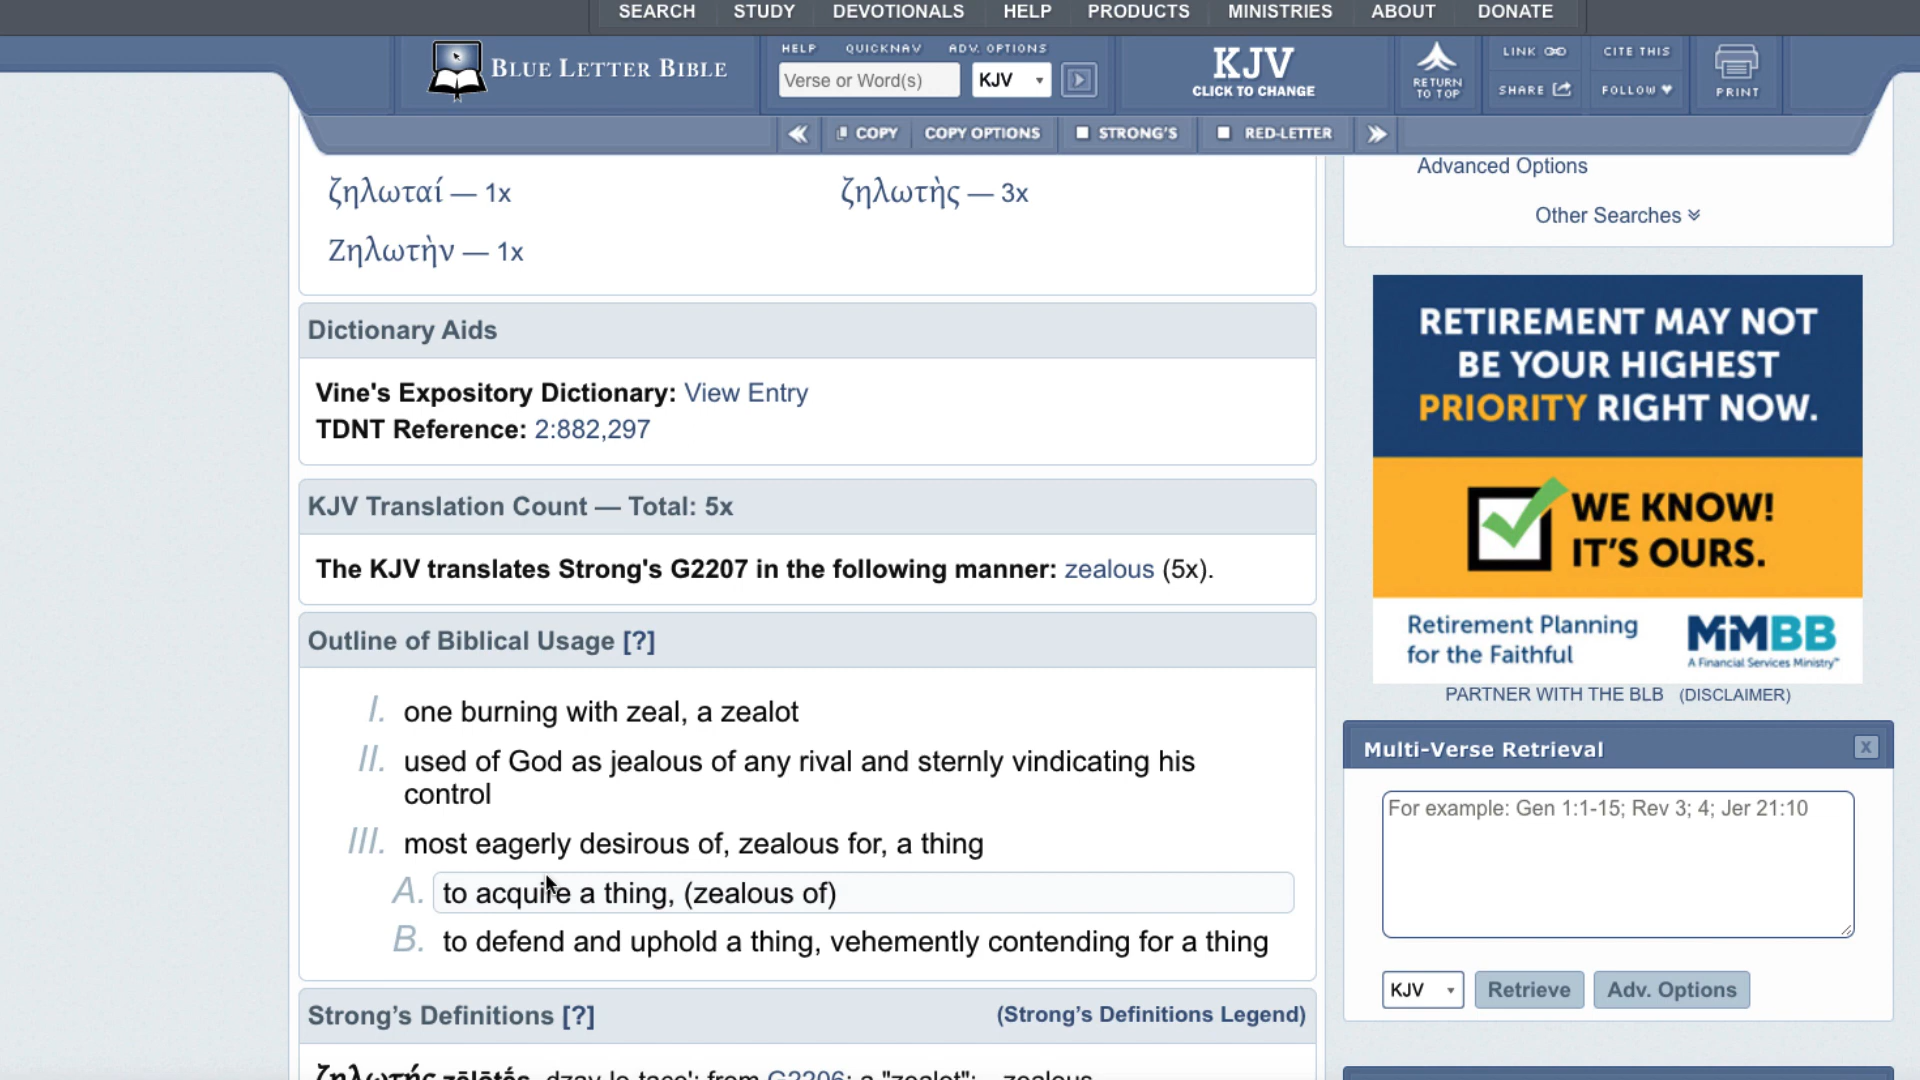 SEARCH STUDY DEVOTIONALS HELP PRODUCTS MINISTRIES ABOUT DONATE
BLUE LETTER BIBLE
HELP QUICKNAV ADV. OPTIONS
Verse or Word(s) KJV
KJV
CLICK TO CHANGE
RETURN
TO TOP
LINK CITE THIS
SHARE FOLLOW
PRINT
COPY COPY OPTIONS STRONG'S RED-LETTER
ζηλωταί — 1x ζηλωτὴς — 3x
Ζηλωτὴν — 1x
Dictionary Aids
Vine's Expository Dictionary: View Entry
TDNT Reference: 2:882,297
KJV Translation Count — Total: 5x
The KJV translates Strong's G2207 in the following manner: zealous (5x).
Outline of Biblical Usage [?]
I. one burning with zeal, a zealot
II. used of God as jealous of any rival and sternly vindicating his
control
III. most eagerly desirous of, zealous for, a thing
A. to acquire a thing, (zealous of)
B. to defend and uphold a thing, vehemently contending for a thing
Strong's Definitions [?] (Strong's Definitions Legend)
ζηλωτής zēlōtḗs, dzay-lo-tace'; from G2206; a "zealot":—zealous
Advanced Options
Other Searches
RETIREMENT MAY NOT
BE YOUR HIGHEST
PRIORITY RIGHT NOW.
WE KNOW!
IT'S OURS.
Retirement Planning
for the Faithful
MMBB
A Financial Services Ministry
PARTNER WITH THE BLB (DISCLAIMER)
Multi-Verse Retrieval X
For example: Gen 1:1-15; Rev 3; 4; Jer 21:10
KJV Retrieve Adv. Options